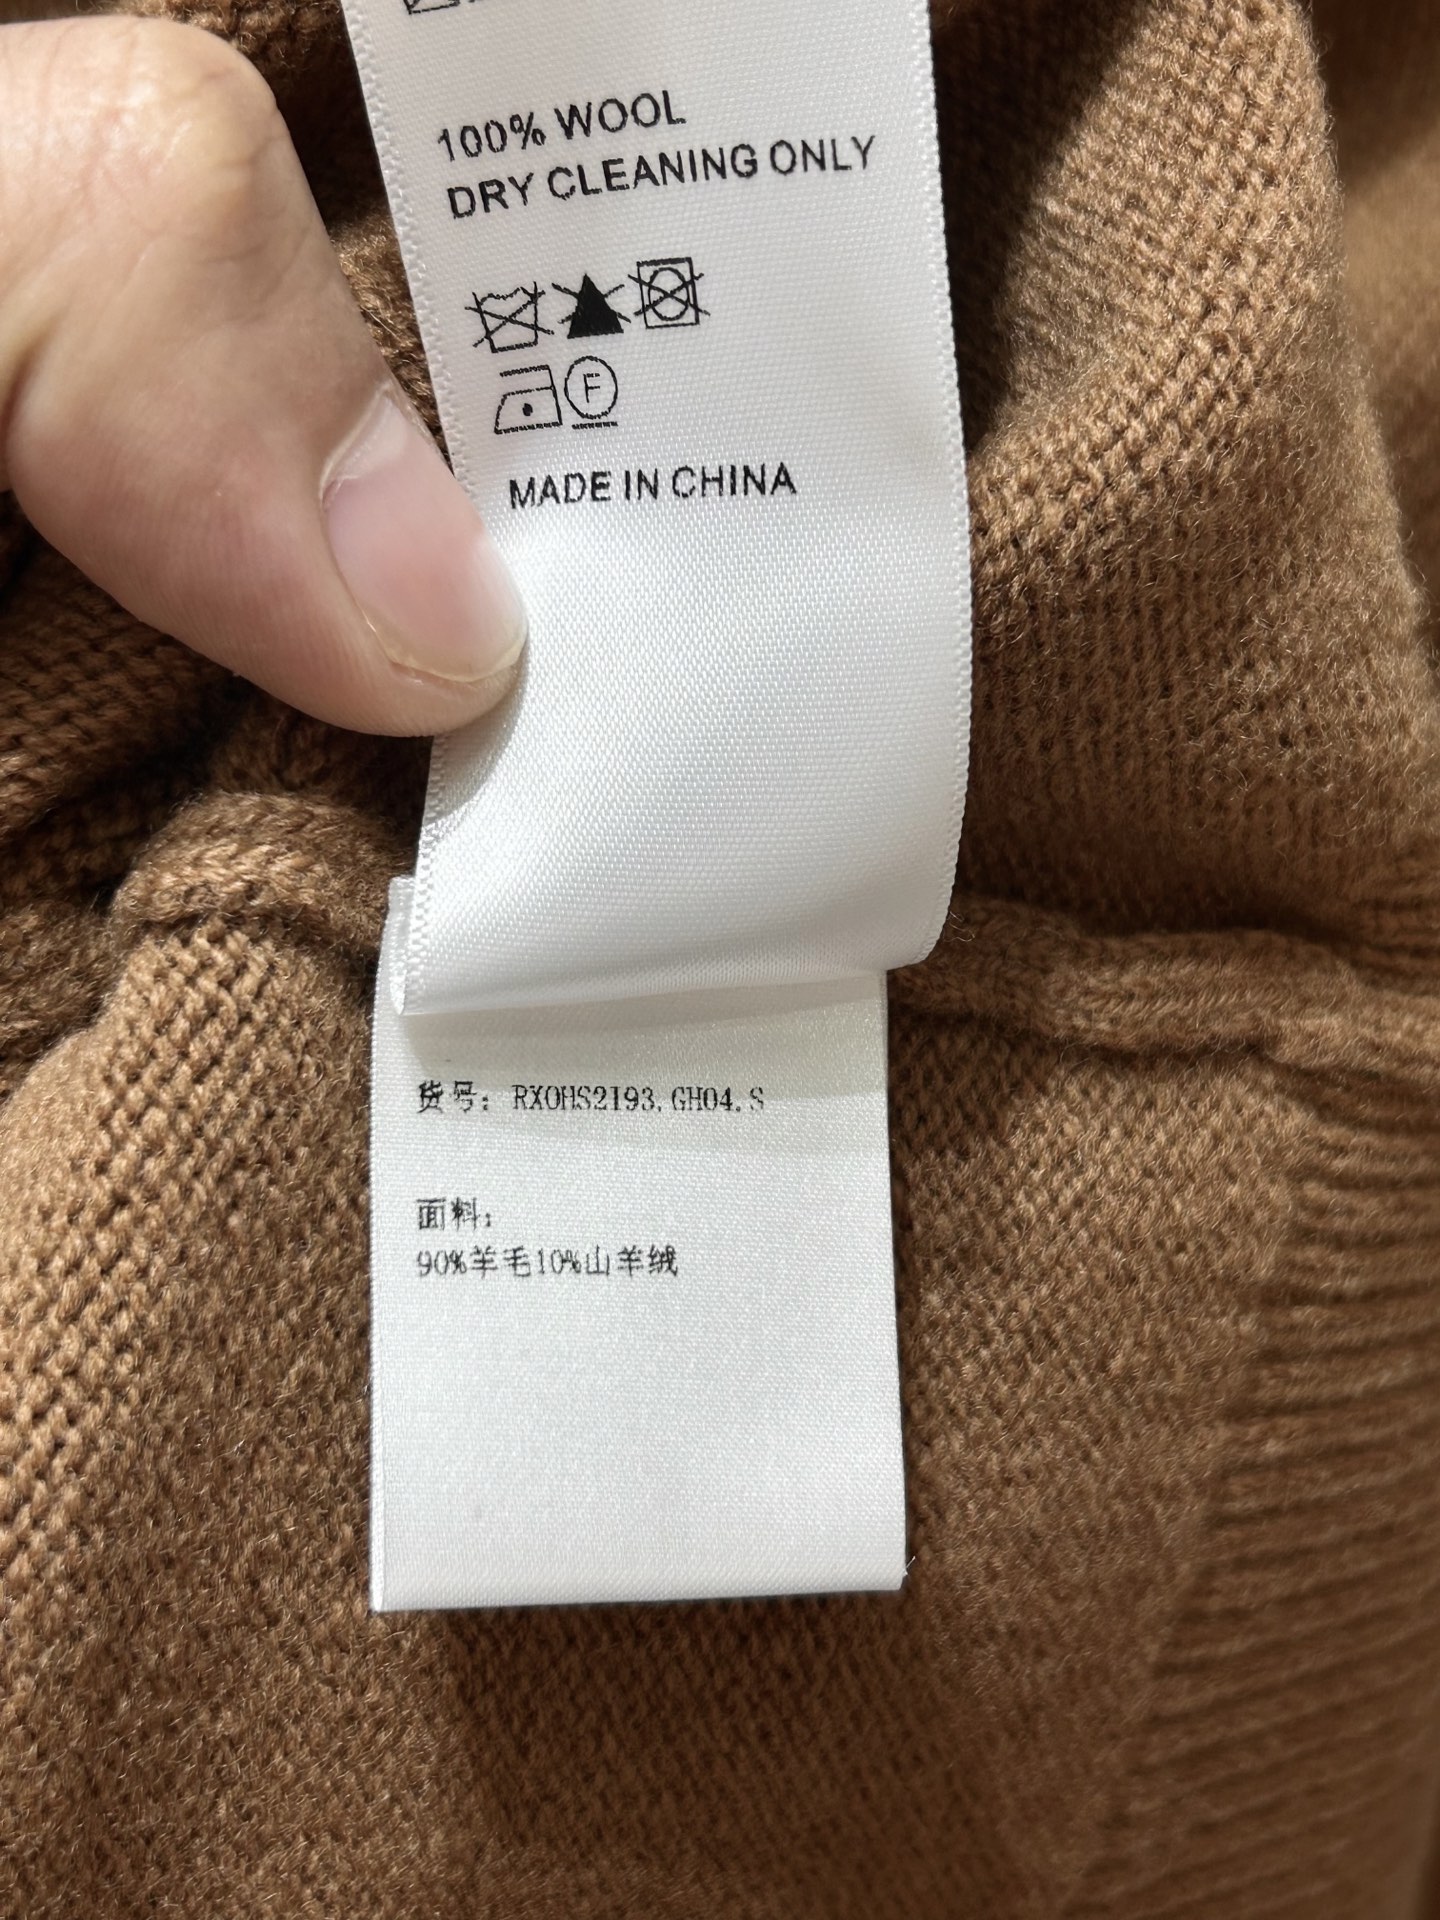 100% WOOL
DRY CLEANING ONLY
F
MADE IN CHINA
货号: RXOHS2193.GH04.S
面料:
90%羊毛10%山羊绒